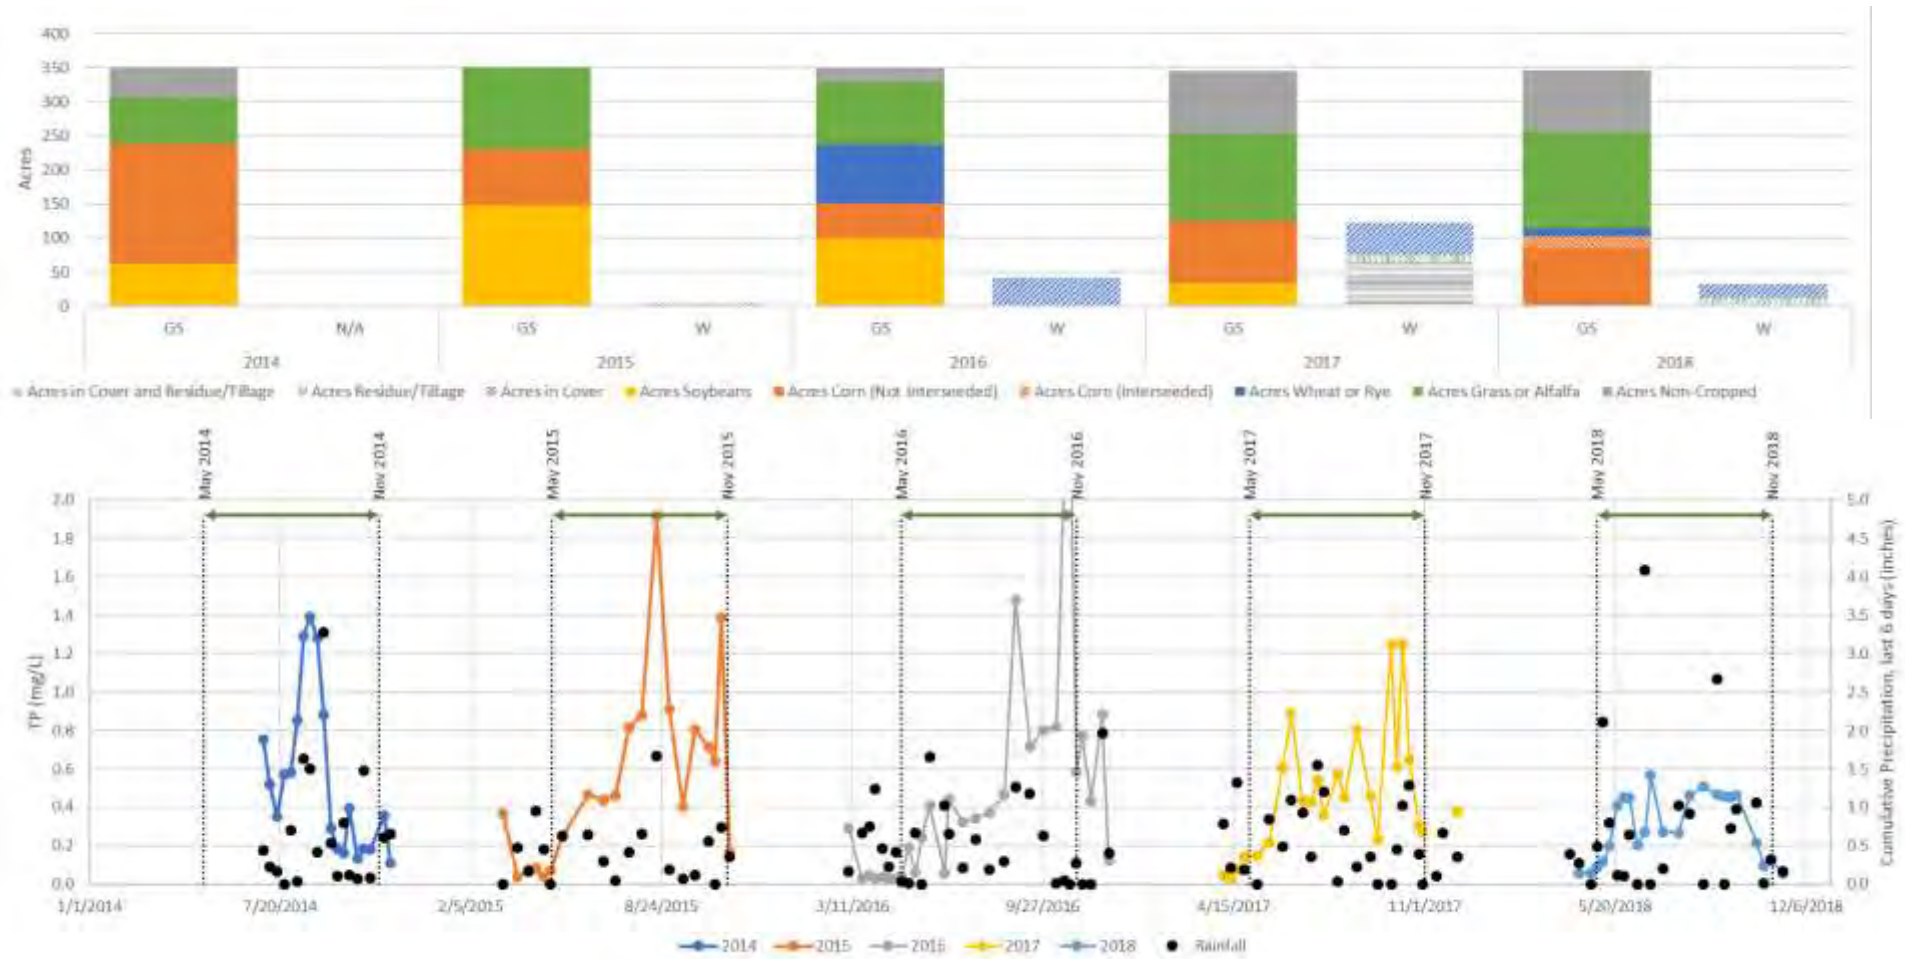 400
350
300
250
200
150
100
50
0
Acres
GS N/A GS W GS W GS W GS W
2014 2015 2016 2017 2018
Acres in Cover and Residue/Tillage Acres Residue/Tillage Acres in Cover Acres Soybeans Acres Corn (Not Interseeded) Acres Corn (Interseeded) Acres Wheat or Rye Acres Grass or Alfalfa Acres Non-Cropped
May 2014 Nov 2014 May 2015 Nov 2015 May 2016 Nov 2016 May 2017 Nov 2017 May 2018 Nov 2018
2.0 5.0
1.8 4.5
1.6 4.0
1.4 3.5
1.2 3.0
1.0 2.5
0.8 2.0
0.6 1.5
0.4 1.0
0.2 0.5
0.0 0.0
TP (mg/L)
Cumulative Precipitation, last 6 days (inches)
1/1/2014 7/20/2014 2/5/2015 8/24/2015 3/11/2016 9/27/2016 4/15/2017 11/1/2017 5/20/2018 12/6/2018
2014 2015 2016 2017 2018 Rainfall